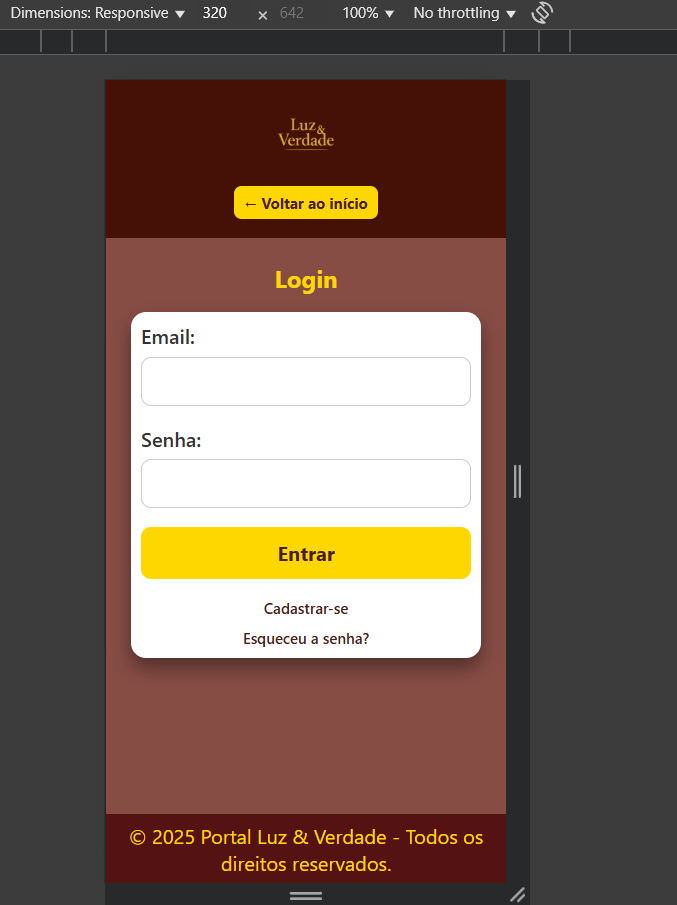 Dimensions: Responsive ▼ 320 × 642 100% ▼ No throttling ▼
Luz &
Verdade
← Voltar ao início
Login
Email:
Senha:
Entrar
Cadastrar-se
Esqueceu a senha?
© 2025 Portal Luz & Verdade - Todos os
direitos reservados.